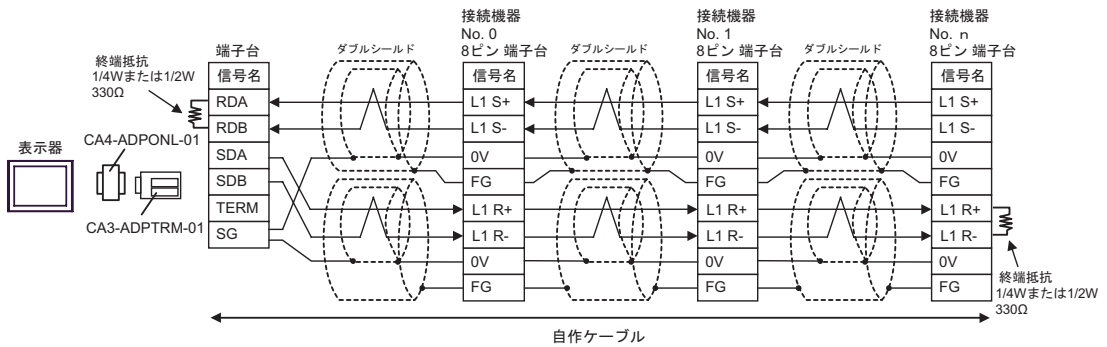 接続機器
No. 0
8ピン 端子台
接続機器
No. 1
8ピン 端子台
接続機器
No. n
8ピン 端子台
端子台
ダブルシールド
ダブルシールド
ダブルシールド
終端抵抗
1/4Wまたは1/2W
330Ω
表示器
CA4-ADPONL-01
CA3-ADPTRM-01
信号名
RDA
RDB
SDA
SDB
TERM
SG
信号名
L1 S+
L1 S-
0V
FG
L1 R+
L1 R-
0V
FG
信号名
L1 S+
L1 S-
0V
FG
L1 R+
L1 R-
0V
FG
信号名
L1 S+
L1 S-
0V
FG
L1 R+
L1 R-
0V
FG
終端抵抗
1/4Wまたは1/2W
330Ω
自作ケーブル